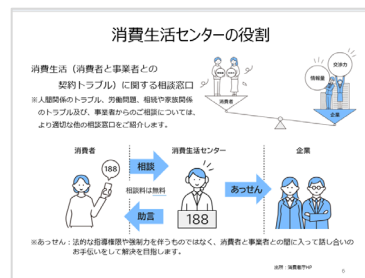 消費生活センターの役割
消費生活（消費者と事業者との
契約トラブル）に関する相談窓口
※人間関係のトラブル、労働問題、相続や家族関係
のトラブル及び、事業者からのご相談については、
より適切な他の相談窓口をご紹介します。
交渉力
情報量
消費者
企業
消費者
消費生活センター
企業
188
相談
相談料は無料
あっせん
助言
188
※あっせん：法的な指導権限や強制力を伴うものではなく、消費者と事業者との間に入って話し合いの
お手伝いをして解決を目指します。
出所：消費者庁HP
6